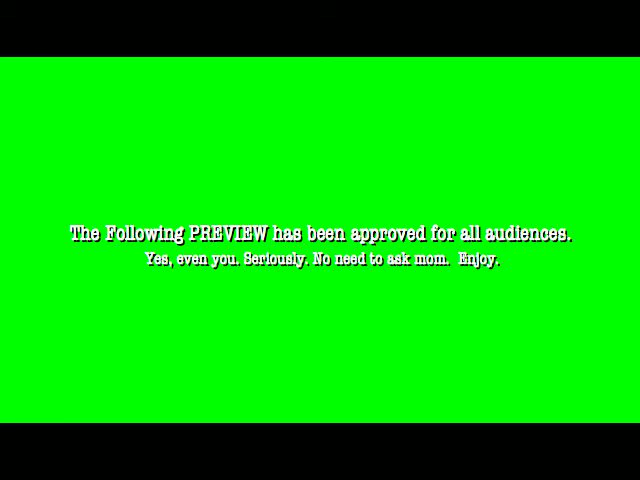 The Following PREVIEW has been approved for all audiences.
Yes, even you. Seriously. No need to ask mom.  Enjoy.